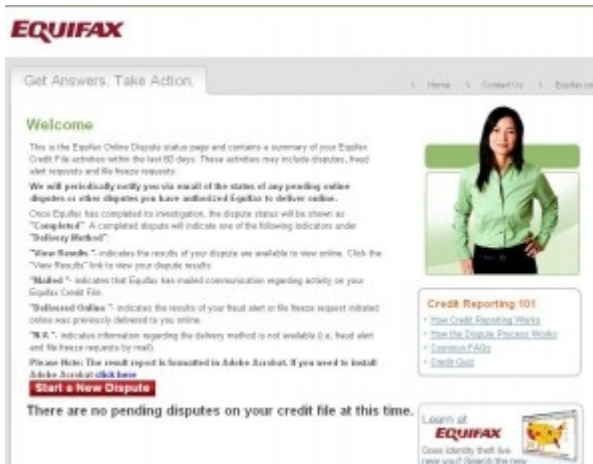 EQUIFAX
Get Answers. Take Action.
\ Home \ Contact Us \
Welcome
This is the Equifax Online Dispute status page and contains a summary of your Equifax
Credit File activities within the last 60 days. These activities may include disputes, fraud
alert requests and file freeze requests.
We will periodically notify you via email of the status of any pending online
disputes or other disputes you have authorized Equifax to deliver online.
Once Equifax has completed its investigation, the dispute status will be shown as
"Completed". A completed dispute will indicate one of the following indicators under
"Delivery Method":
"View Results "- indicates the results of your dispute are available to view online. Click the
"View Results" link to view your dispute results.
"Mailed "- indicates that Equifax has mailed communication regarding activity on your
Equifax Credit File.
"Delivered Online "- indicates the results of your fraud alert or file freeze request initiated
online was previously delivered to you online.
"N/A "- indicates information regarding the delivery method is not available (i.e. fraud alert
and file freeze requests by mail).
Please Note: The result report is formatted in Adobe Acrobat. If you need to install
Adobe Acrobat click here
Start a New Dispute
There are no pending disputes on your credit file at this time.
Credit Reporting 101
How Credit Reporting Works
How the Dispute Process Works
Common FAQs
Credit Quiz
Learn at
EQUIFAX
Does identity theft live
near you? Search the new